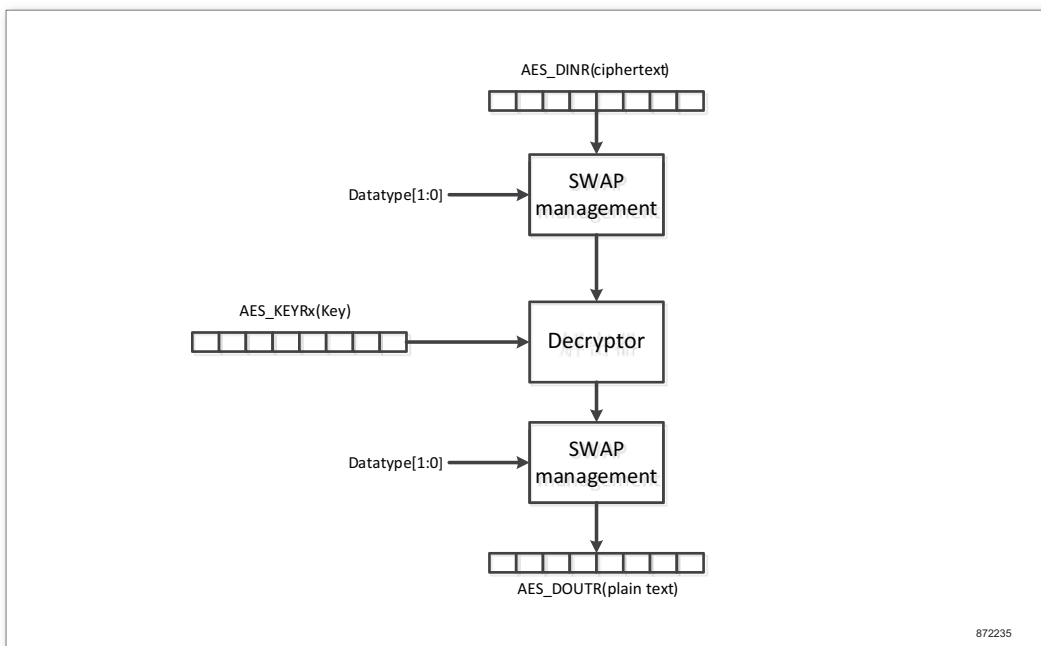 AES_DINR(ciphertext)
SWAP
management
Datatype[1:0]
AES_KEYRx(Key)
Decryptor
SWAP
management
Datatype[1:0]
AES_DOUTR(plain text)
872235